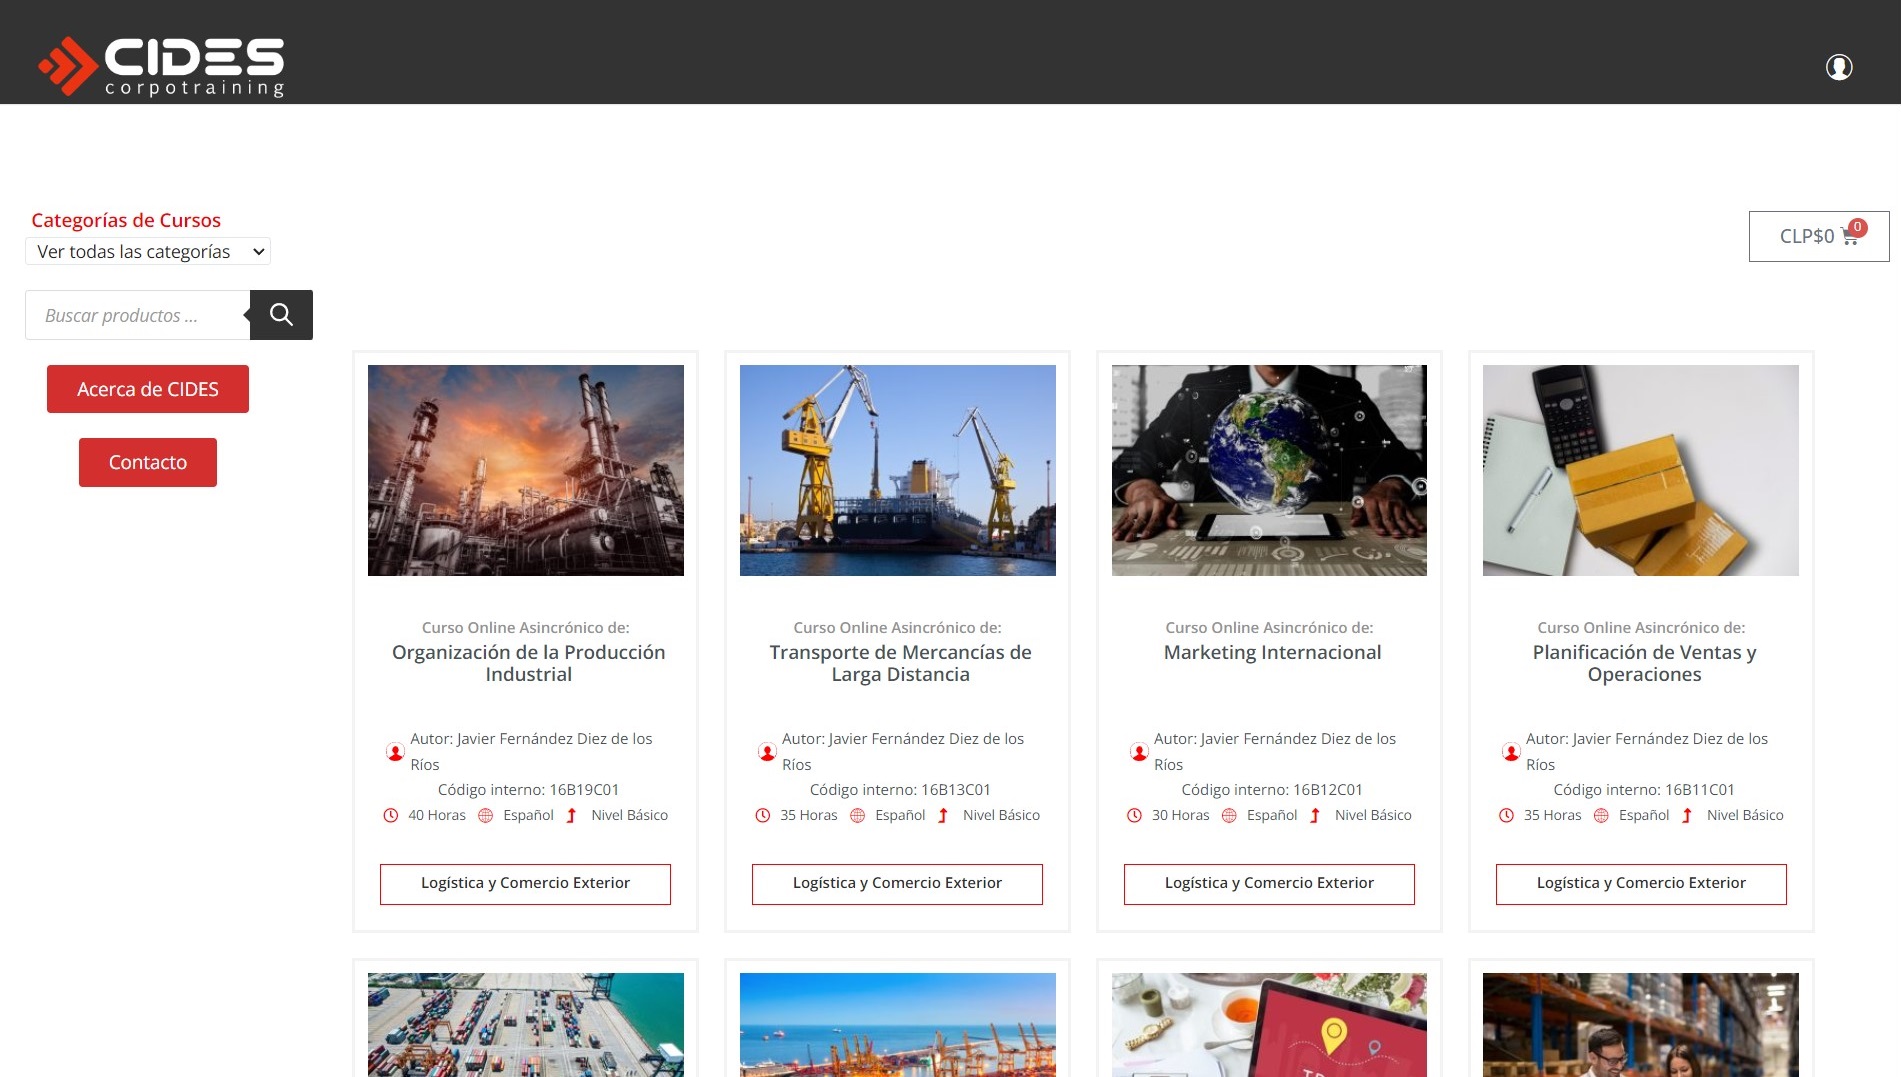 CIDES
corpotraining
Categorías de Cursos
Ver todas las categorías
CLP$0
0
Buscar productos ...
Acerca de CIDES
Contacto
Curso Online Asincrónico de:
Organización de la Producción
Industrial
Autor: Javier Fernández Diez de los
Ríos
Código interno: 16B19C01
40 Horas Español Nivel Básico
Logística y Comercio Exterior
Curso Online Asincrónico de:
Transporte de Mercancías de
Larga Distancia
Autor: Javier Fernández Diez de los
Ríos
Código interno: 16B13C01
35 Horas Español Nivel Básico
Logística y Comercio Exterior
Curso Online Asincrónico de:
Marketing Internacional
Autor: Javier Fernández Diez de los
Ríos
Código interno: 16B12C01
30 Horas Español Nivel Básico
Logística y Comercio Exterior
Curso Online Asincrónico de:
Planificación de Ventas y
Operaciones
Autor: Javier Fernández Diez de los
Ríos
Código interno: 16B11C01
35 Horas Español Nivel Básico
Logística y Comercio Exterior